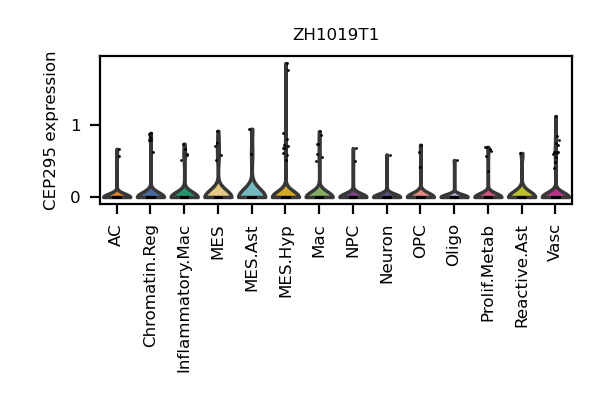 ZH1019T1
CEP295 expression
1
0
AC
Chromatin.Reg
Inflammatory.Mac
MES
MES.Ast
MES.Hyp
Mac
NPC
Neuron
OPC
Oligo
Prolif.Metab
Reactive.Ast
Vasc